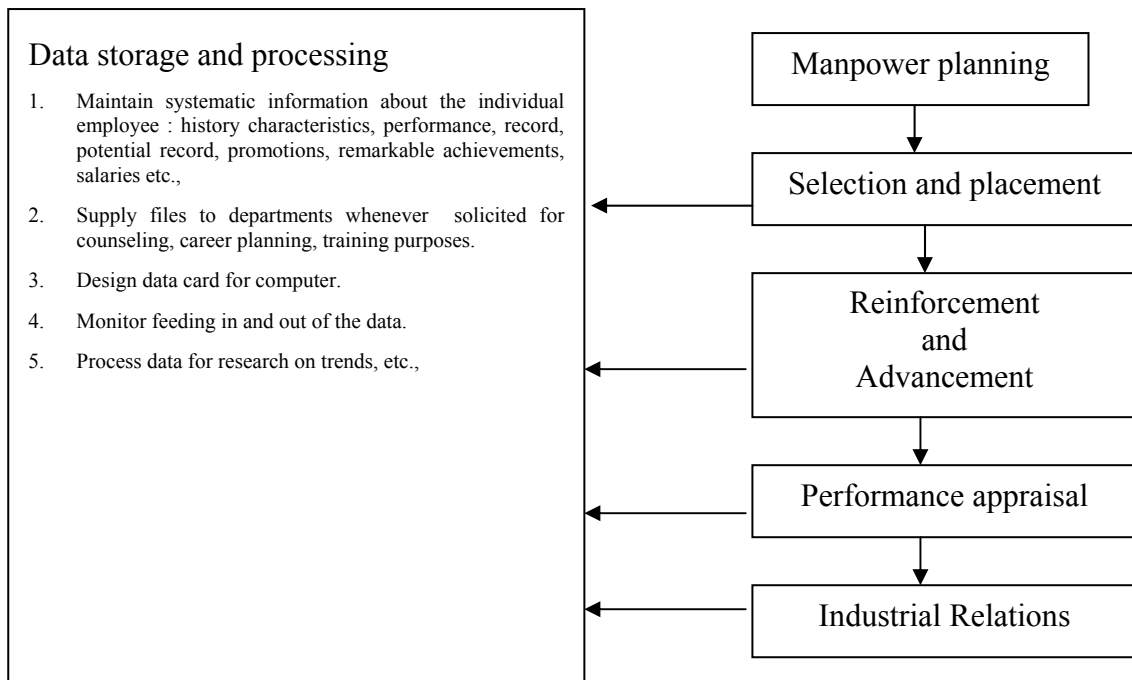 Data storage and processing
1. Maintain systematic information about the individual
employee : history characteristics, performance, record,
potential record, promotions, remarkable achievements,
salaries etc.,
2. Supply files to departments whenever solicited for
counseling, career planning, training purposes.
3. Design data card for computer.
4. Monitor feeding in and out of the data.
5. Process data for research on trends, etc.,
Manpower planning
Selection and placement
Reinforcement
and
Advancement
Performance appraisal
Industrial Relations